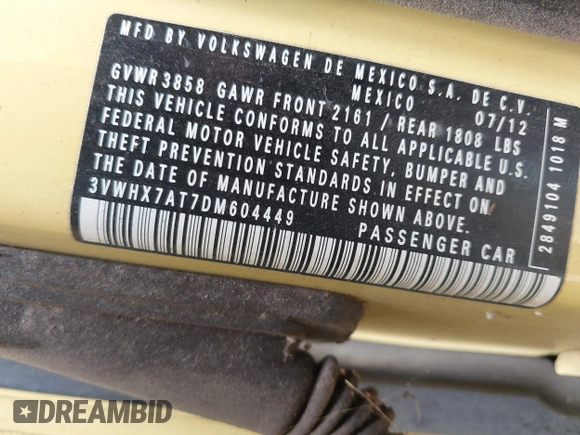 MFD BY VOLKSWAGEN DE MEXICO S.A. DE C.V.
MEXICO 07/12
GVWR3858 GAWR FRONT 2161 / REAR 1808 LBS
THIS VEHICLE CONFORMS TO ALL APPLICABLE U.S.
FEDERAL MOTOR VEHICLE SAFETY, BUMPER AND
THEFT PREVENTION STANDARDS IN EFFECT ON
THE DATE OF MANUFACTURE SHOWN ABOVE.
3VWHX7AT7DM604449
PASSENGER CAR
2849104 1018 M
DREAMBID